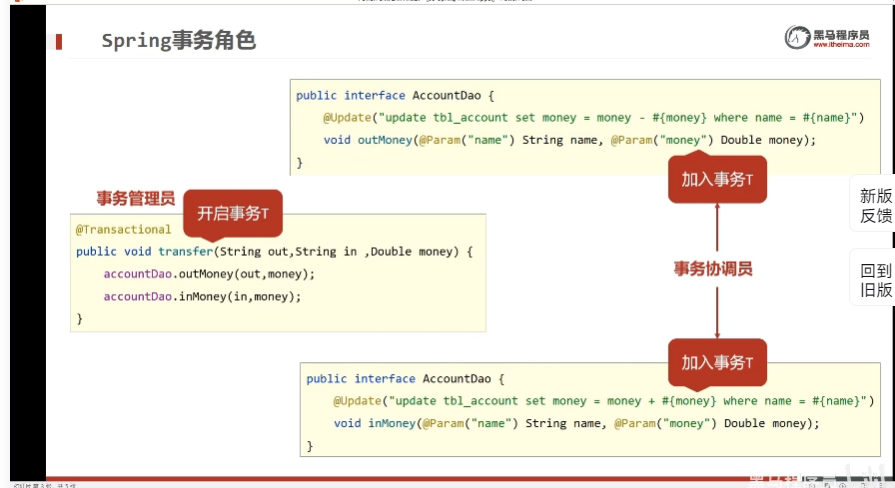 Spring事务角色
黑马程序员
www.itheima.com
public interface AccountDao {
@Update("update tbl_account set money = money - #{money} where name = #{name}")
void outMoney(@Param("name") String name, @Param("money") Double money);
}
加入事务T
事务管理员
开启事务T
@Transactional
public void transfer(String out,String in ,Double money) {
accountDao.outMoney(out,money);
accountDao.inMoney(in,money);
}
事务协调员
新版
反馈
回到
旧版
加入事务T
public interface AccountDao {
@Update("update tbl_account set money = money + #{money} where name = #{name}")
void inMoney(@Param("name") String name, @Param("money") Double money);
}